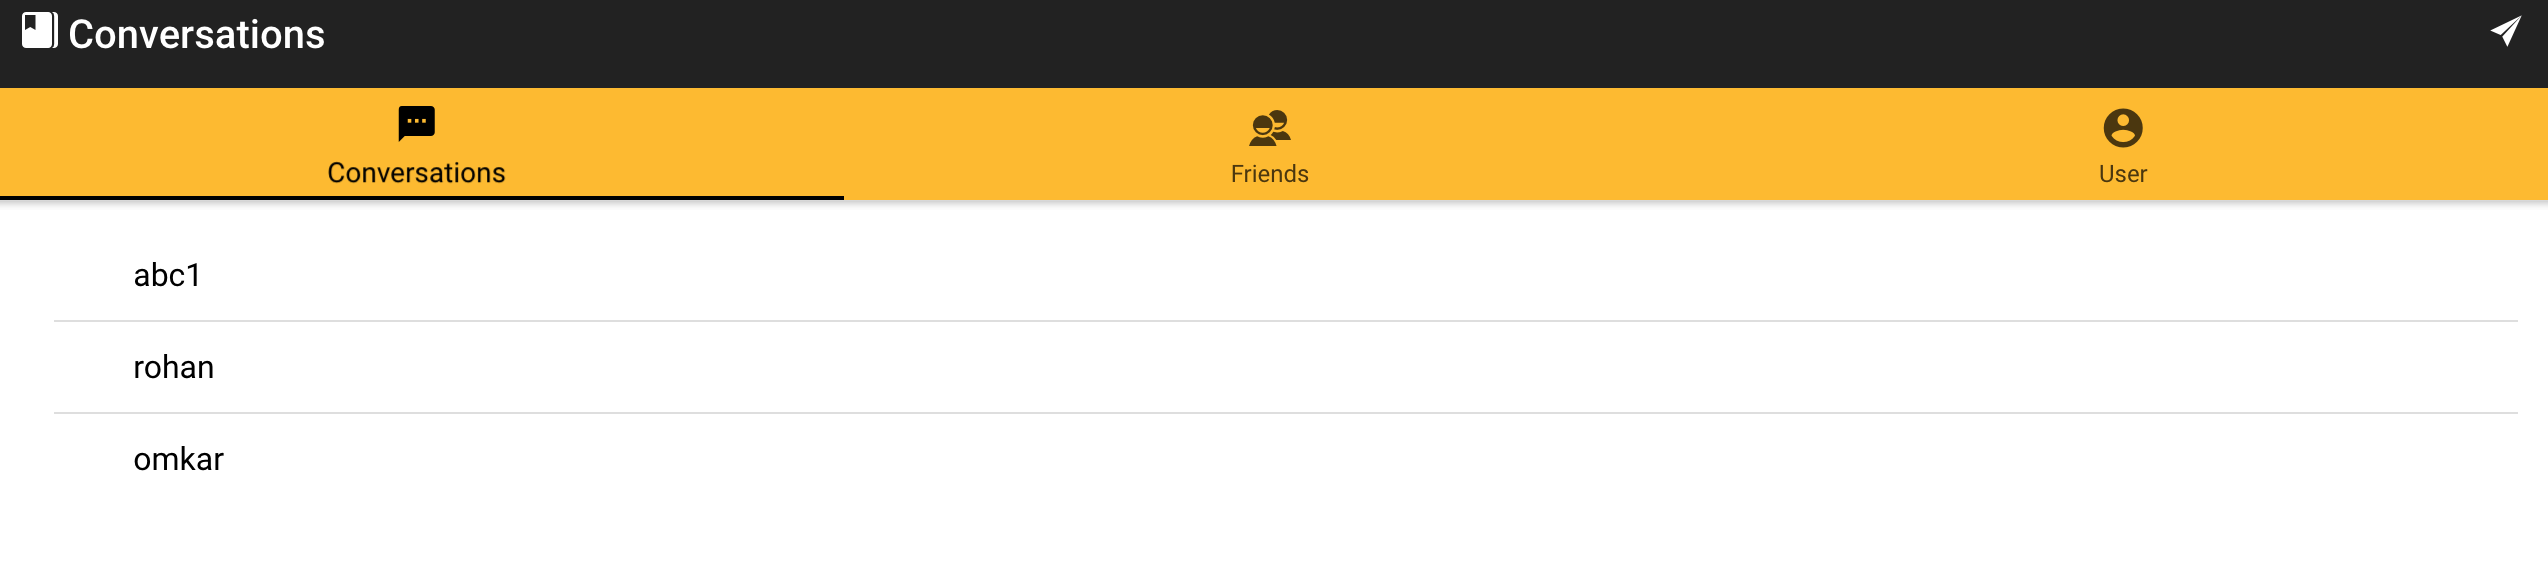 Conversations
Conversations
Friends
User
abc1
rohan
omkar